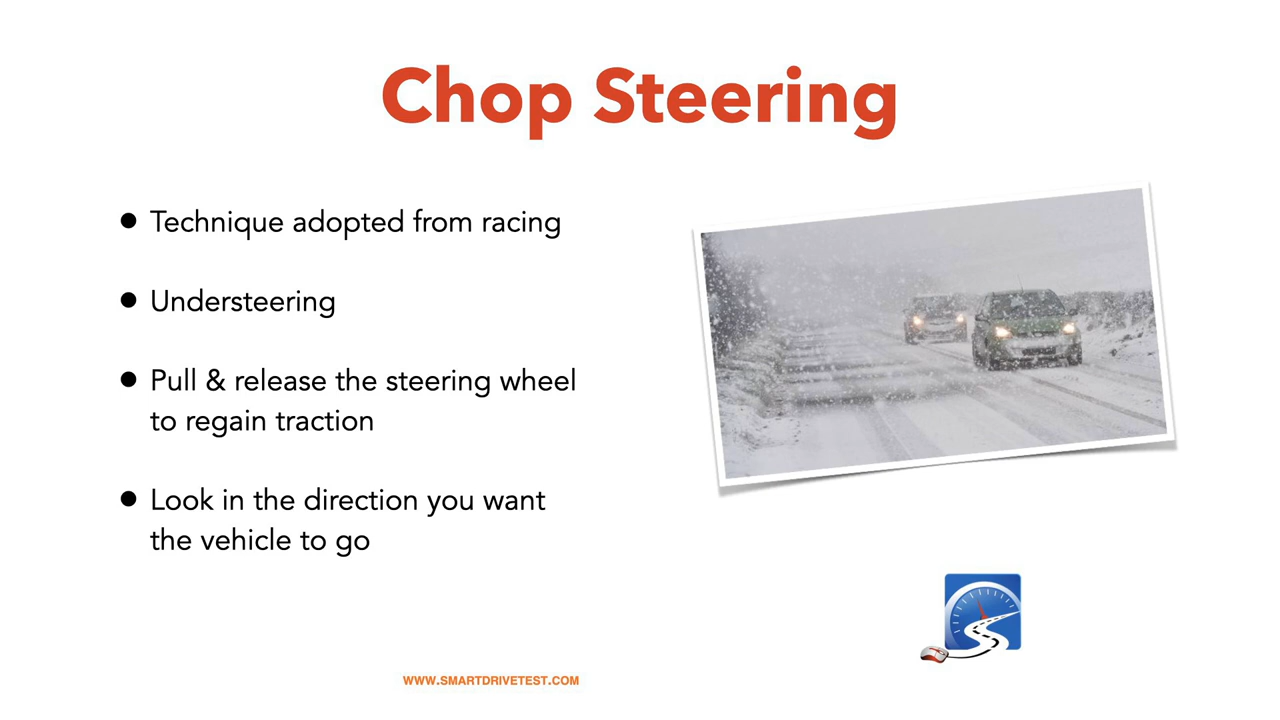 Chop Steering
● Technique adopted from racing
● Understeering
● Pull & release the steering wheel
to regain traction
● Look in the direction you want
the vehicle to go
WWW.SMARTDRIVETEST.COM